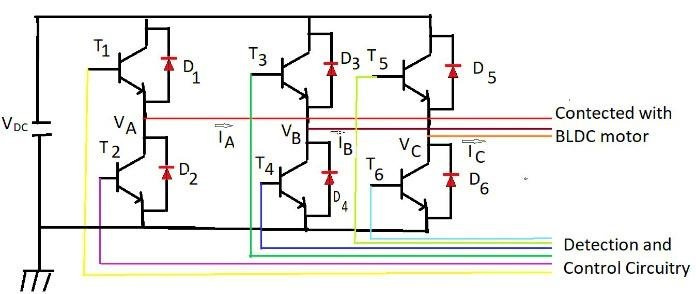 T1
D1
T3
D3
T5
D5
VDC
VA
IA
VB
IB
VC
IC
Contected with
BLDC motor
T2
D2
T4
D4
T6
D6
Detection and
Control Circuitry